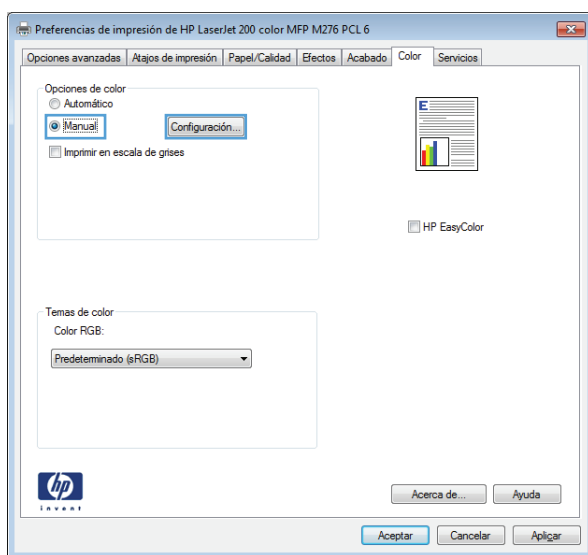 Preferencias de impresión de HP LaserJet 200 color MFP M276 PCL 6
Opciones avanzadas Atajos de impresión Papel/Calidad Efectos Acabado Color Servicios
Opciones de color
Automático
Manual Configuración...
Imprimir en escala de grises
E
HP EasyColor
Temas de color
Color RGB:
Predeterminado (sRGB)
hp
invent
Acerca de... Ayuda
Aceptar Cancelar Aplicar